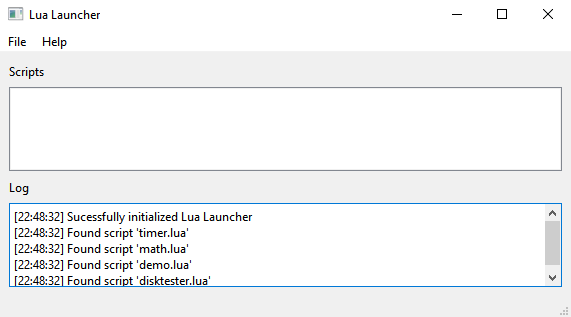 Lua Launcher
File Help
Scripts
Log
[22:48:32] Sucessfully initialized Lua Launcher
[22:48:32] Found script 'timer.lua'
[22:48:32] Found script 'math.lua'
[22:48:32] Found script 'demo.lua'
[22:48:32] Found script 'disktester.lua'